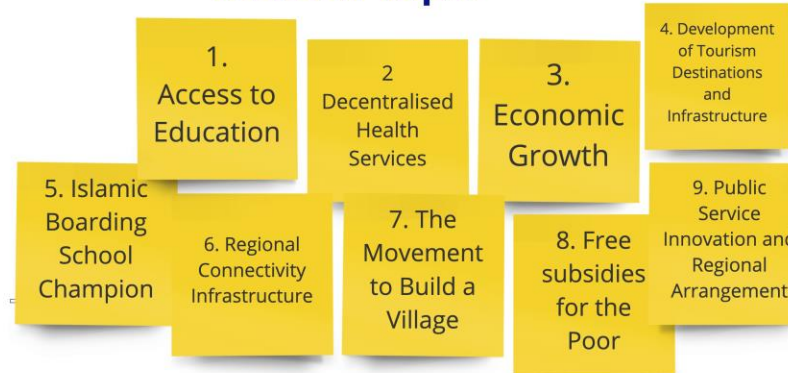 1.
Access to
Education
2
Decentralised
Health
Services
3.
Economic
Growth
4. Development
of Tourism
Destinations
and
Infrastructure
5. Islamic
Boarding
School
Champion
6. Regional
Connectivity
Infrastructure
7. The
Movement
to Build a
Village
8. Free
subsidies
for the
Poor
9. Public
Service
Innovation and
Regional
Arrangement